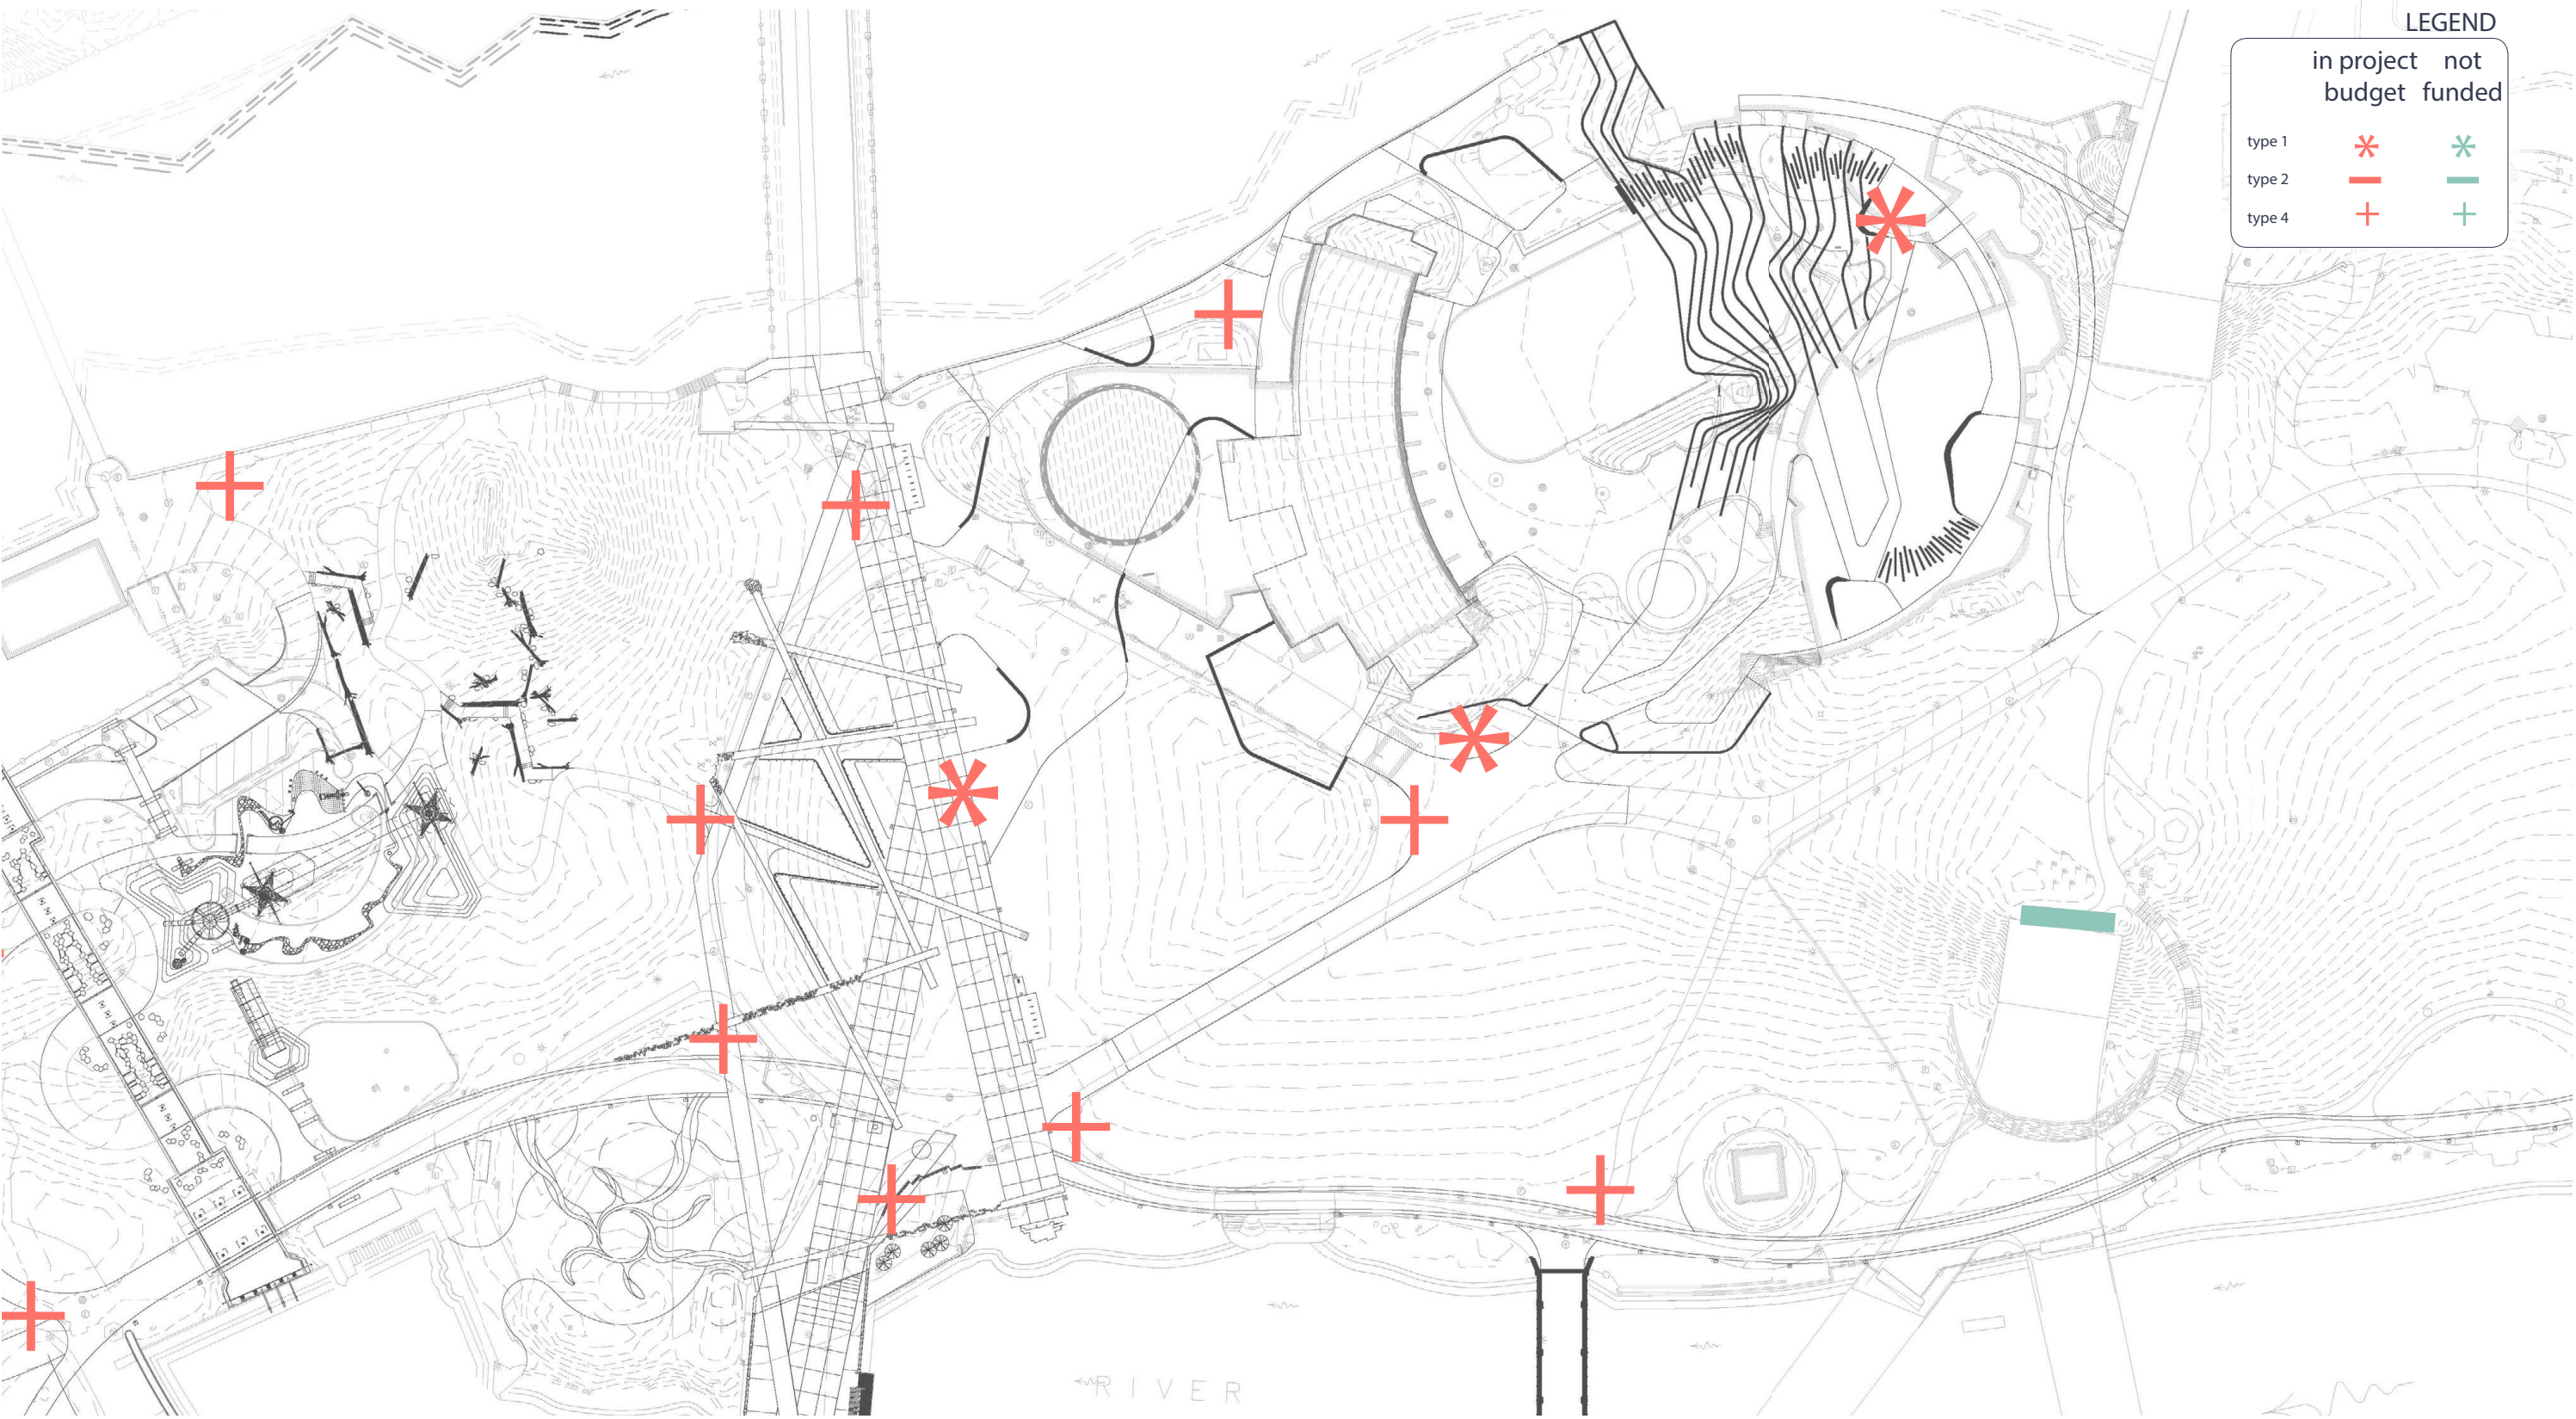 LEGEND
in project not
budget funded
type 1
type 2
type 4
RIVER